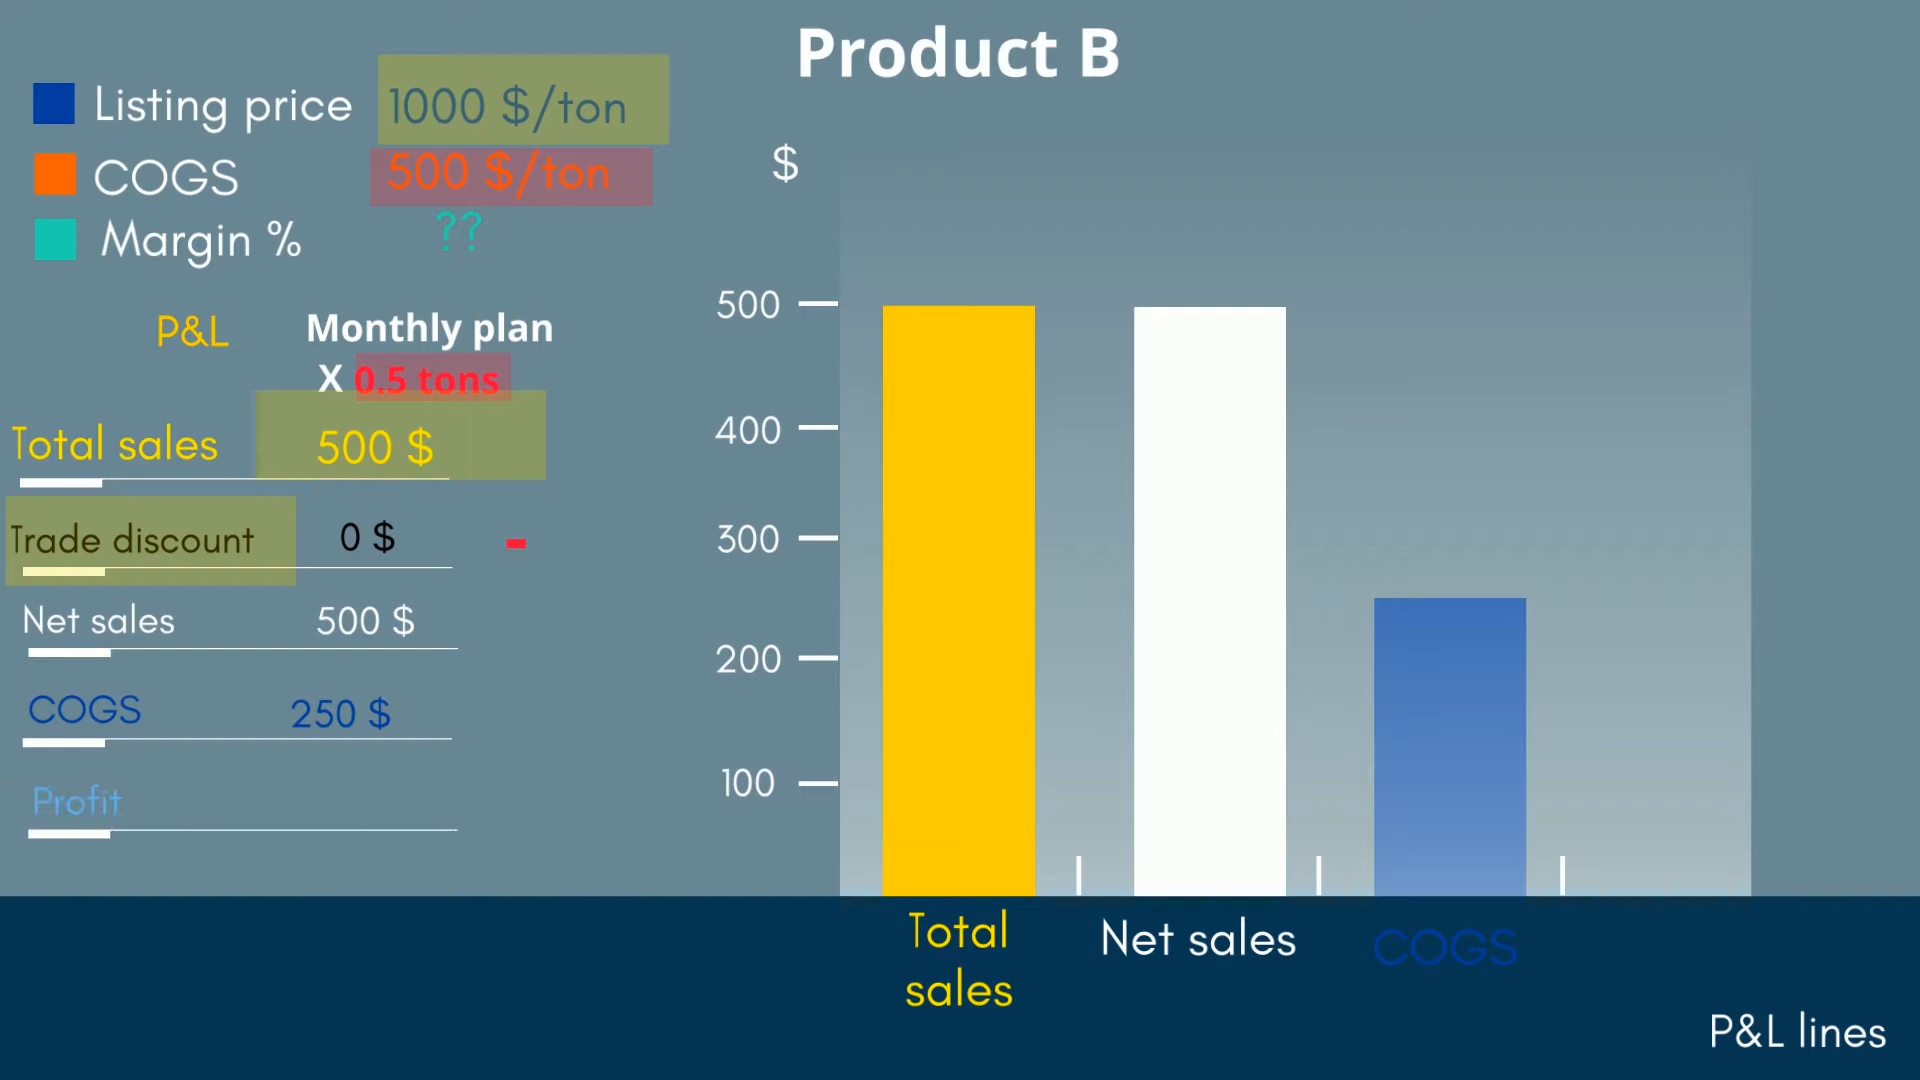 Product B
Listing price 1000 $/ton
COGS 500 $/ton
Margin % ??
P&L Monthly plan
X 0.5 tons
Total sales 500 $
Trade discount 0 $ -
Net sales 500 $
COGS 250 $
Profit
$
500
400
300
200
100
Total
sales
Net sales
COGS
P&L lines